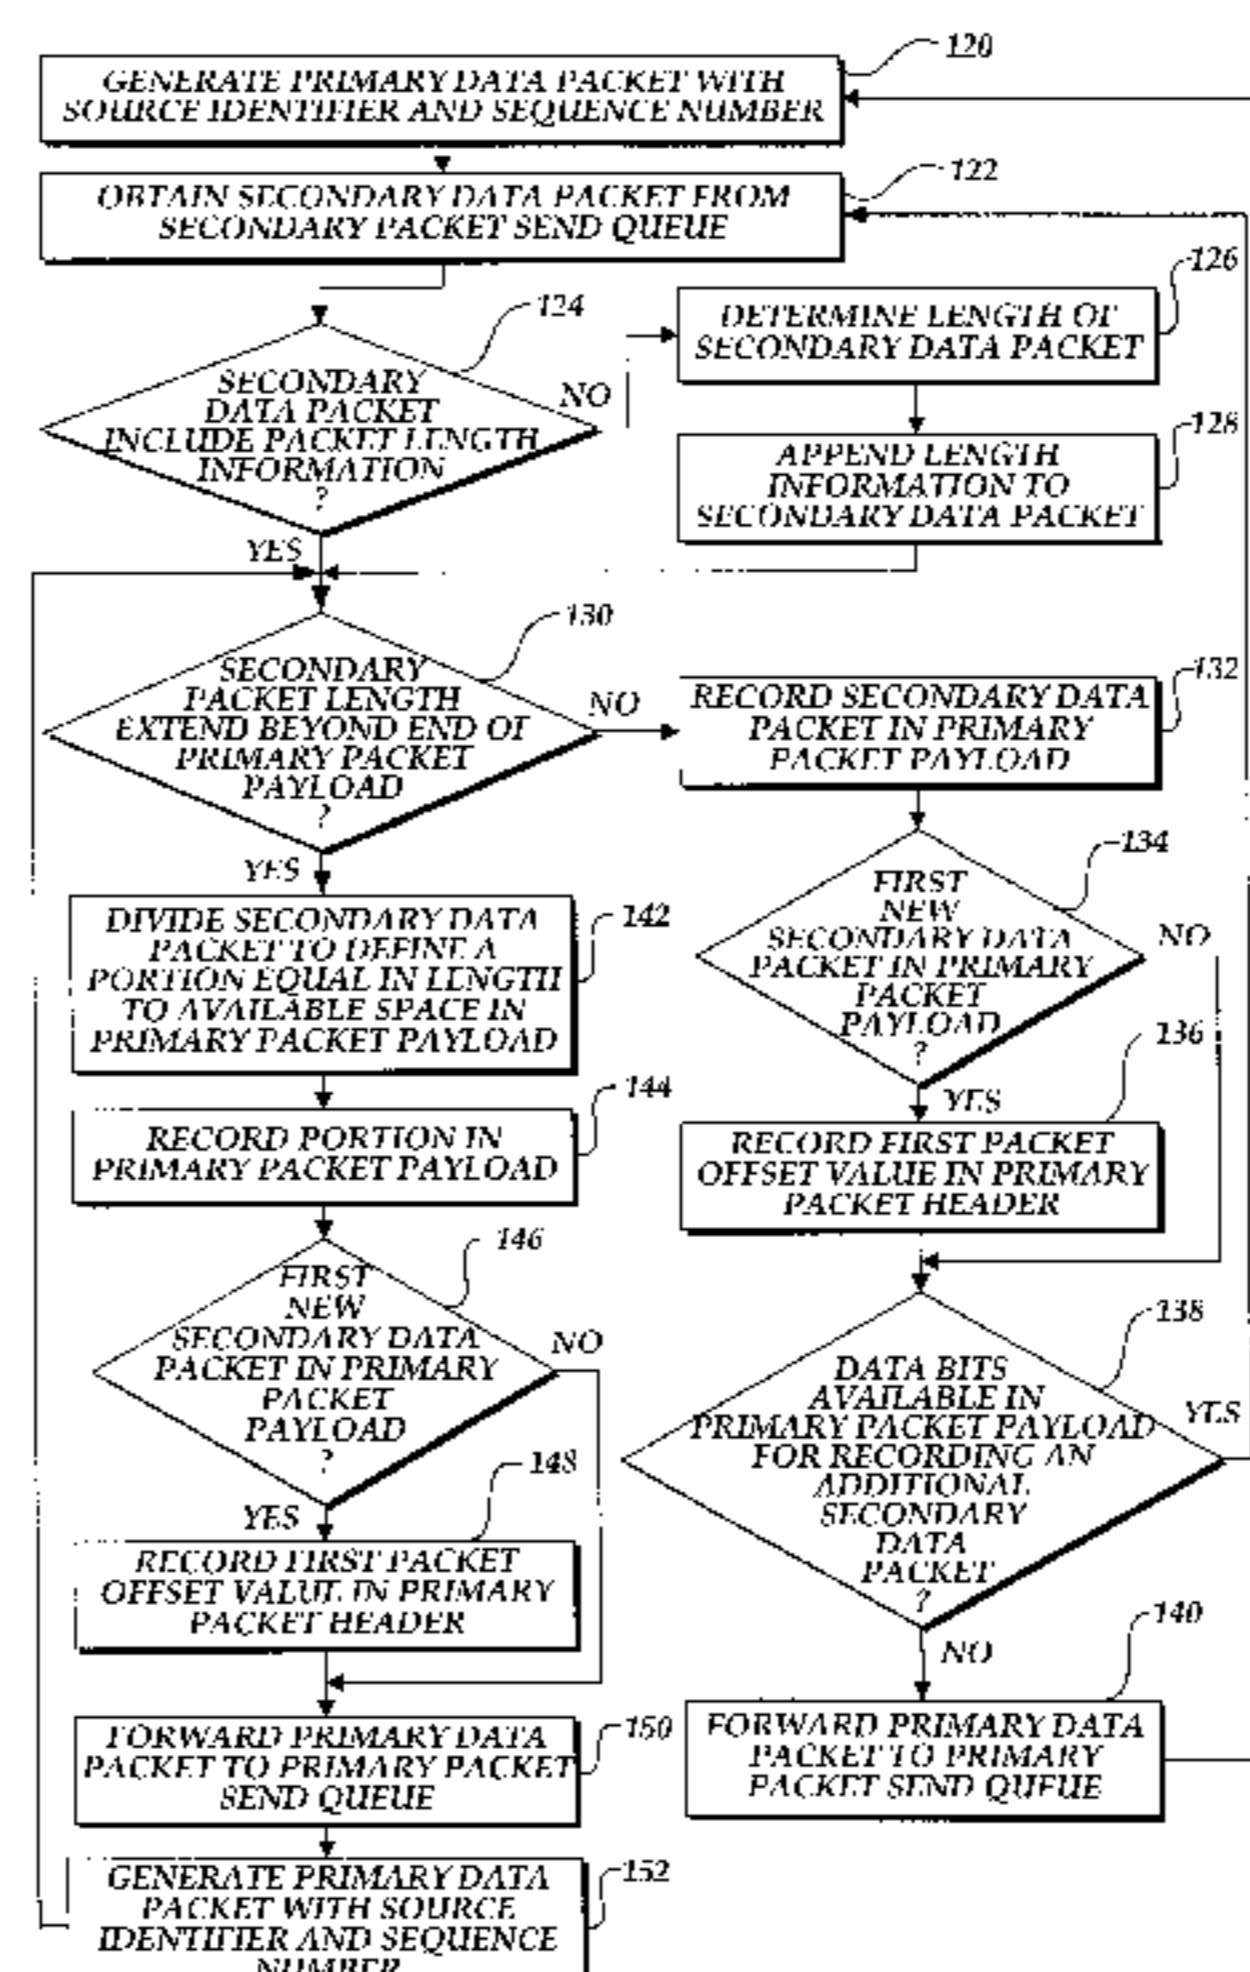 120
GENERATE PRIMARY DATA PACKET WITH
SOURCE IDENTIFIER AND SEQUENCE NUMBER
122
OBTAIN SECONDARY DATA PACKET FROM
SECONDARY PACKET SEND QUEUE
124
SECONDARY
DATA PACKET
INCLUDE PACKET LENGTH
INFORMATION
?
NO
YES
126
DETERMINE LENGTH OF
SECONDARY DATA PACKET
128
APPEND LENGTH
INFORMATION TO
SECONDARY DATA PACKET
130
SECONDARY
PACKET LENGTH
EXTEND BEYOND END OF
PRIMARY PACKET
PAYLOAD
?
NO
YES
132
RECORD SECONDARY DATA
PACKET IN PRIMARY
PACKET PAYLOAD
134
FIRST
NEW
SECONDARY DATA
PACKET IN PRIMARY
PACKET
PAYLOAD
?
NO
YES
136
RECORD FIRST PACKET
OFFSET VALUE IN PRIMARY
PACKET HEADER
138
DATA BITS
AVAILABLE IN
PRIMARY PACKET PAYLOAD
FOR RECORDING AN
ADDITIONAL
SECONDARY
DATA
PACKET
?
YES
NO
140
FORWARD PRIMARY DATA
PACKET TO PRIMARY
PACKET SEND QUEUE
142
DIVIDE SECONDARY DATA
PACKET TO DEFINE A
PORTION EQUAL IN LENGTH
TO AVAILABLE SPACE IN
PRIMARY PACKET PAYLOAD
144
RECORD PORTION IN
PRIMARY PACKET PAYLOAD
146
FIRST
NEW
SECONDARY DATA
PACKET IN PRIMARY
PACKET
PAYLOAD
?
NO
YES
148
RECORD FIRST PACKET
OFFSET VALUE IN PRIMARY
PACKET HEADER
150
FORWARD PRIMARY DATA
PACKET TO PRIMARY PACKET
SEND QUEUE
152
GENERATE PRIMARY DATA
PACKET WITH SOURCE
IDENTIFIER AND SEQUENCE
NUMBER